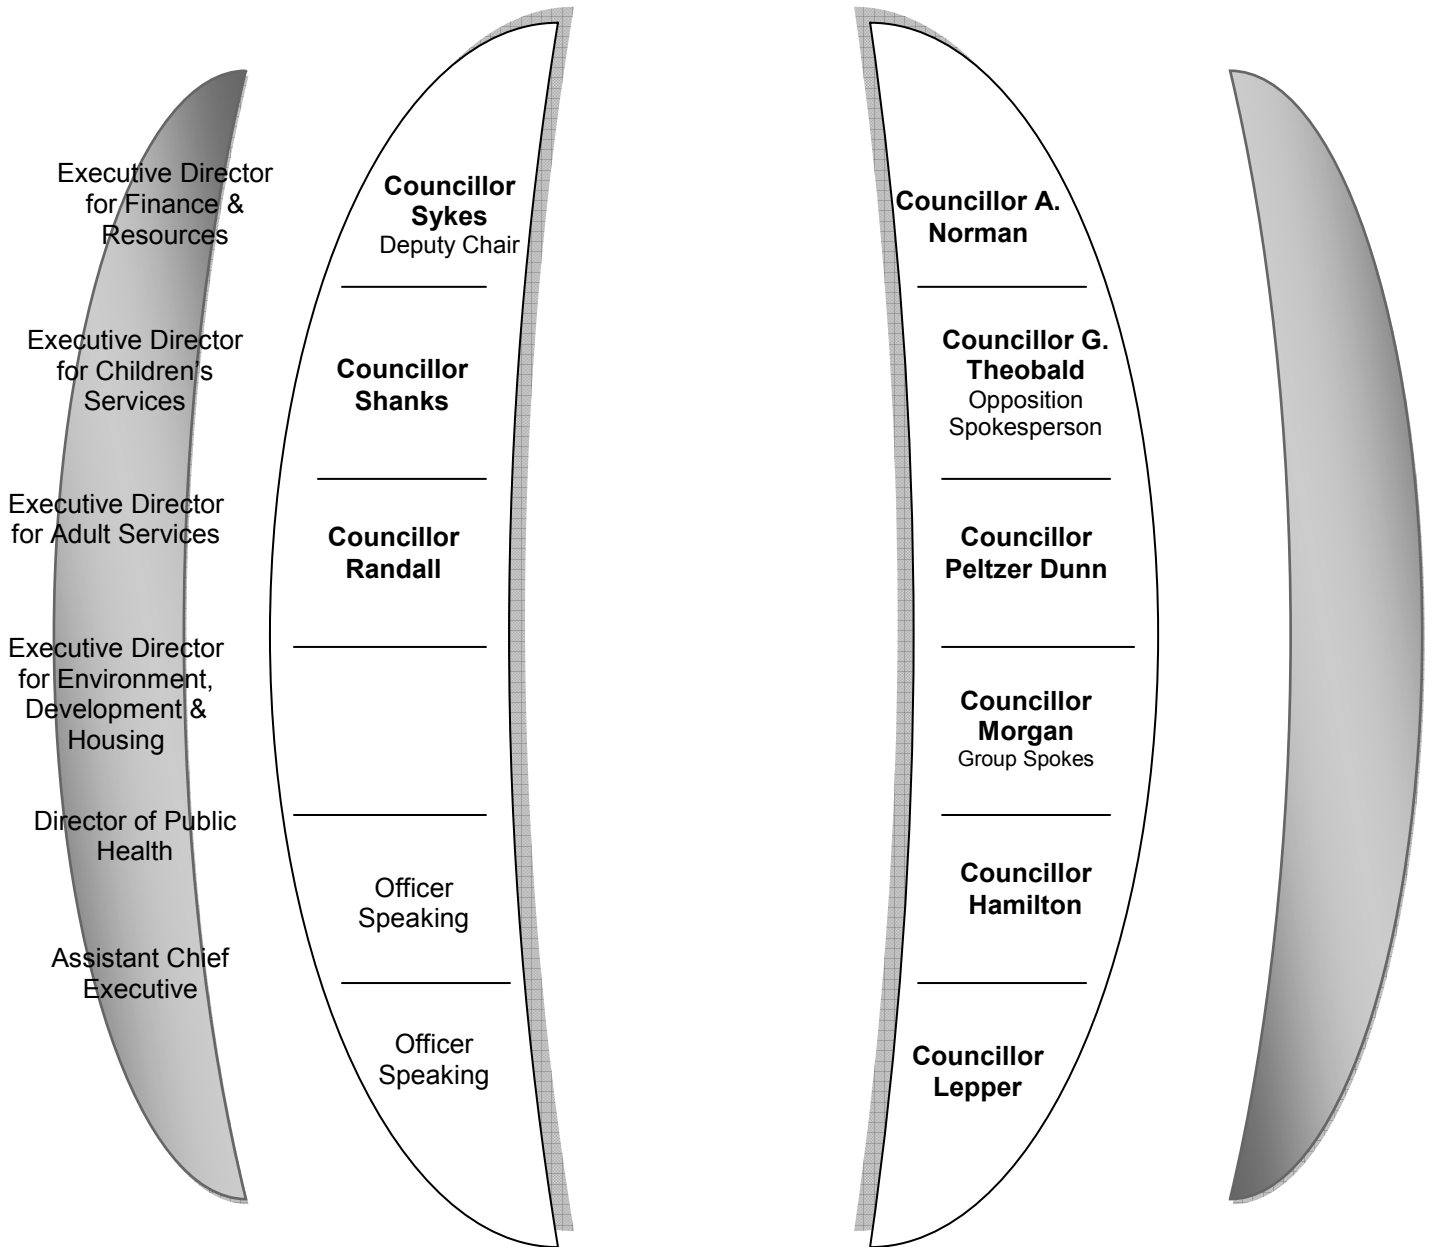 Executive Director
for Finance &
Resources
Executive Director
for Children's
Services
Executive Director
for Adult Services
Executive Director
for Environment,
Development &
Housing
Director of Public
Health
Assistant Chief
Executive
Councillor
Sykes
Deputy Chair
Councillor
Shanks
Councillor
Randall
Officer
Speaking
Officer
Speaking
Councillor A.
Norman
Councillor G.
Theobald
Opposition
Spokesperson
Councillor
Peltzer Dunn
Councillor
Morgan
Group Spokes
Councillor
Hamilton
Councillor
Lepper